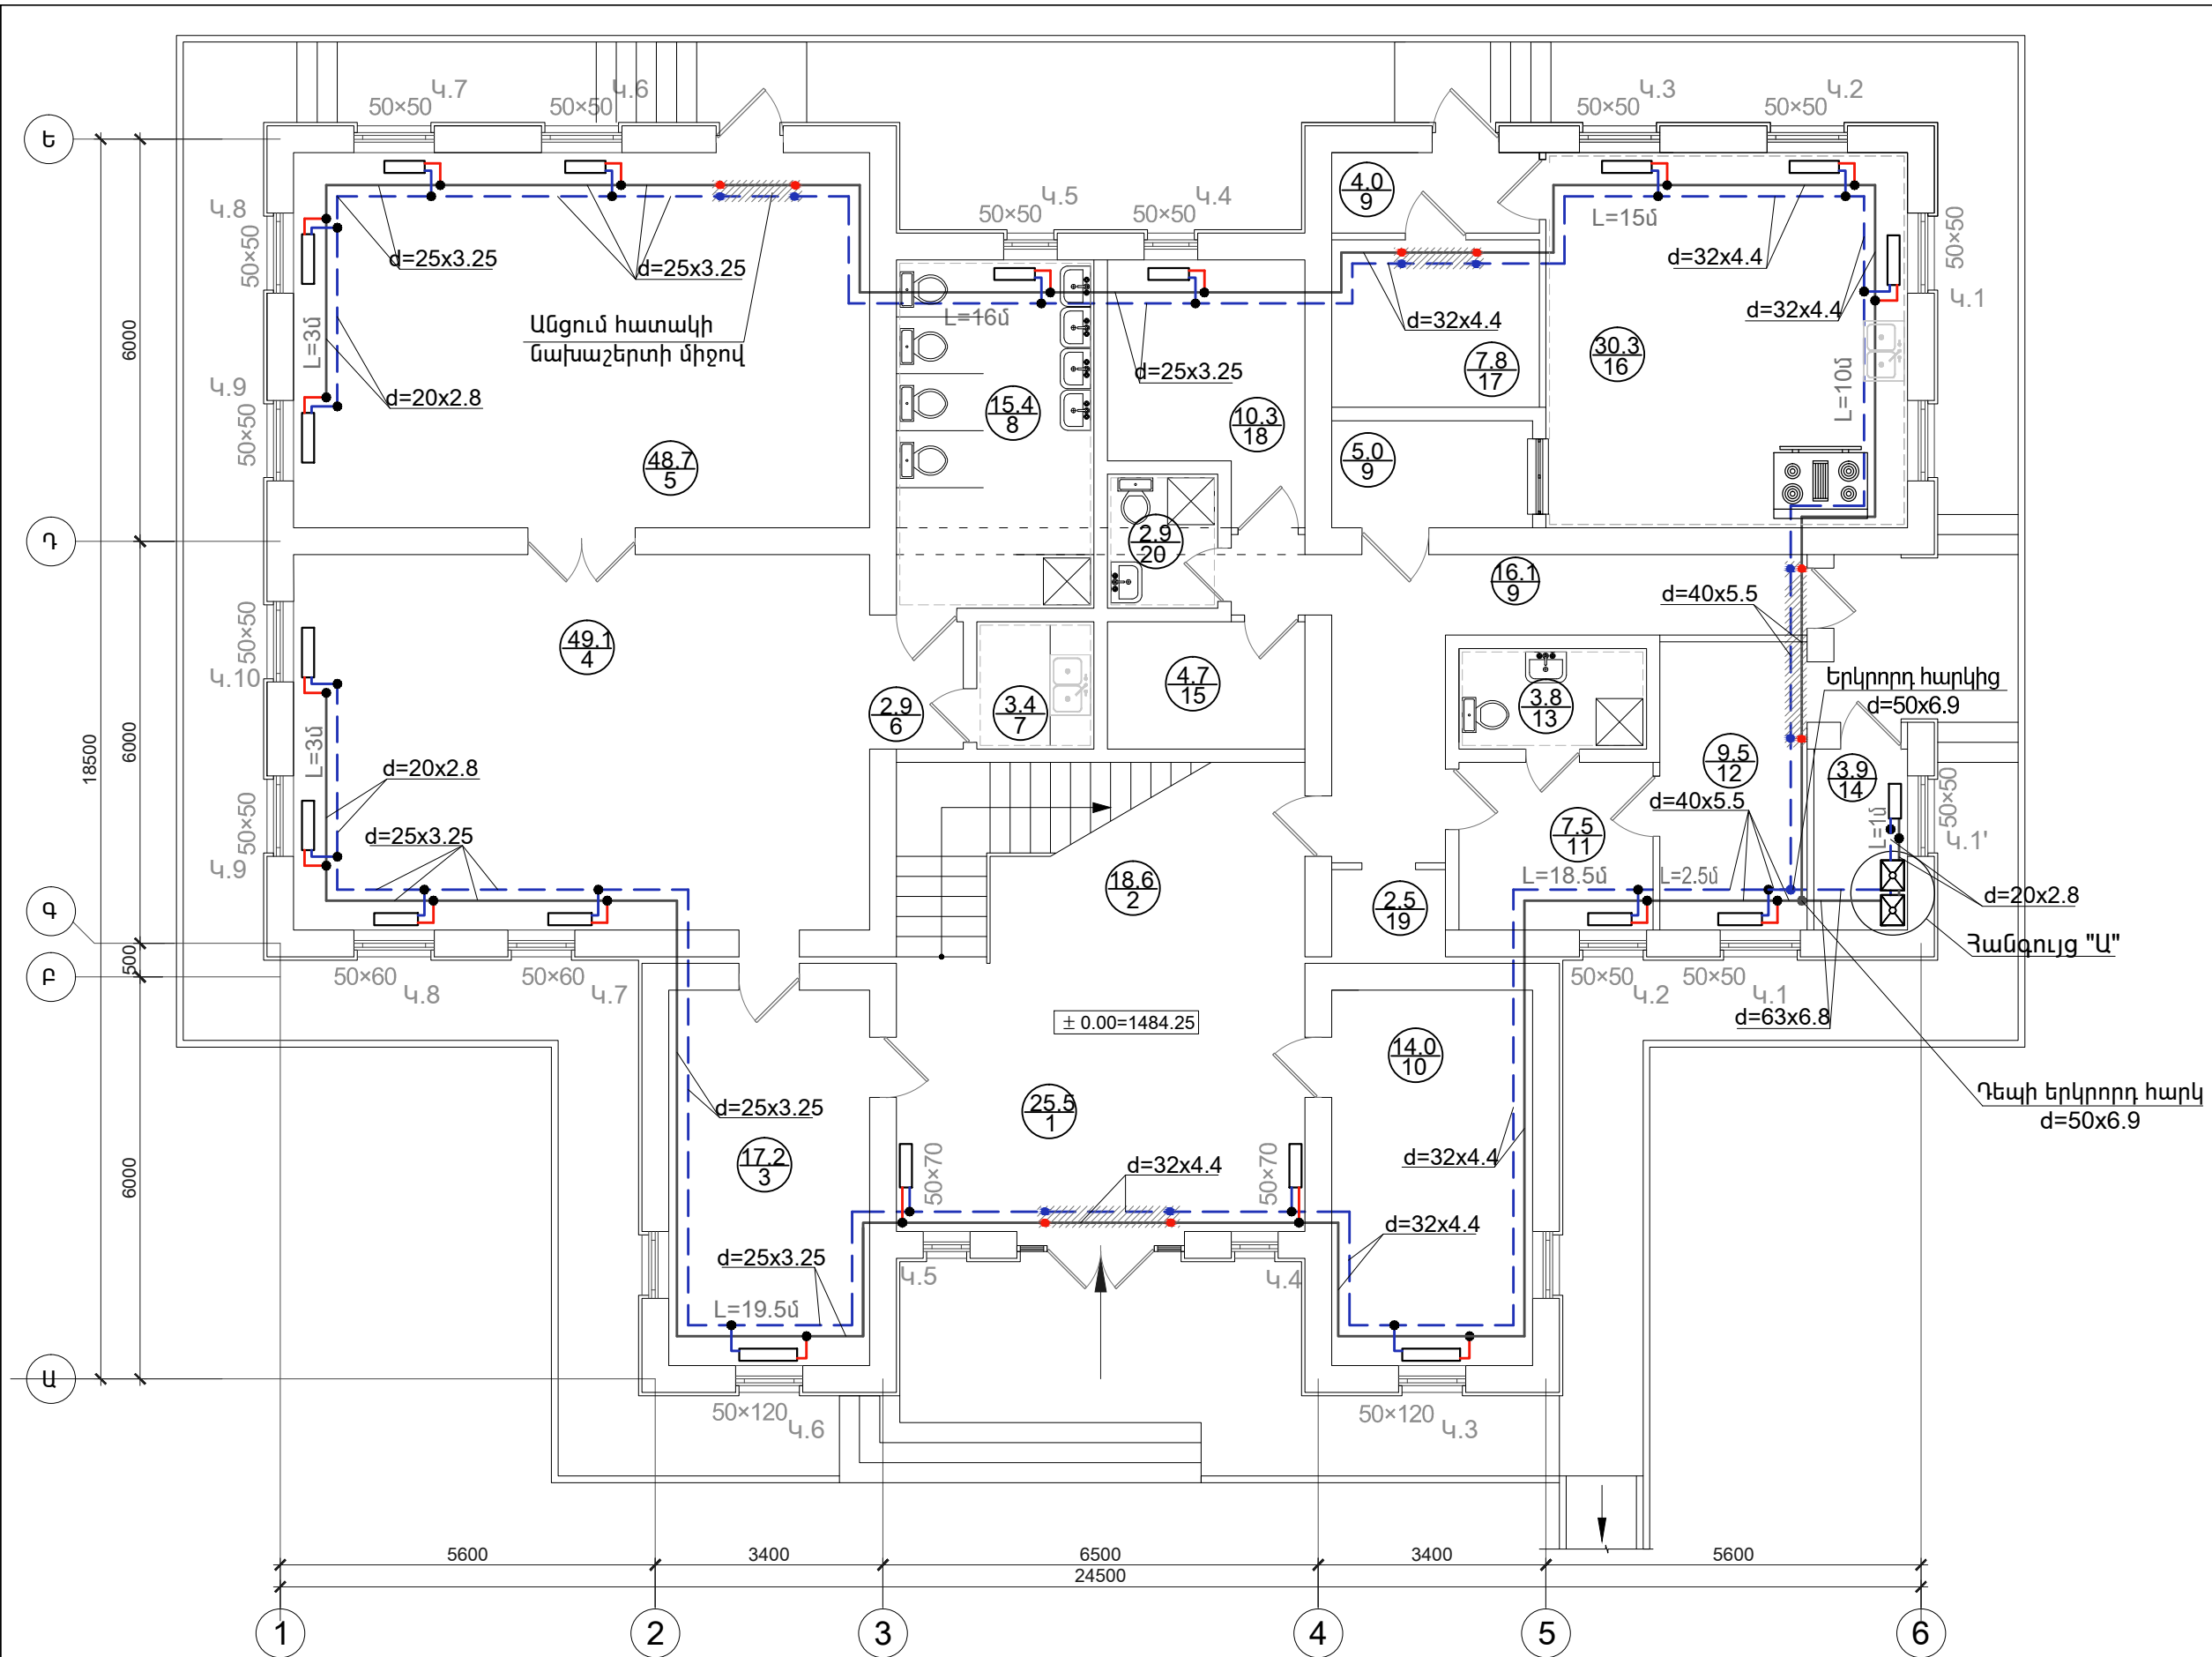 Կ.7
50×50
Կ.6
50×50
Կ.3
50×50
Կ.2
50×50
Ե
Կ.8
50×50
Կ.5
50×50
Կ.4
50×50
4.0
9
L=15մ
d=32x4.4
50×50
Կ.1
d=25x3.25
d=25x3.25
d=32x4.4
L=3մ
Անցում հատակի
նախաշերտի միջով
L=16մ
d=32x4.4
6000
Կ.9
50×50
d=20x2.8
d=25x3.25
7.8
17
30.3
16
L=10մ
15.4
8
10.3
18
48.7
5
5.0
9
Դ
2.9
20
16.1
9
d=40x5.5
50×50
Կ.10
49.1
4
4.7
15
3.8
13
Երկրորդ հարկից
d=50x6.9
2.9
6
3.4
7
L=3մ
6000
18500
d=20x2.8
9.5
12
3.9
14
50×50
Կ.9
d=25x3.25
d=40x5.5
7.5
11
L=1մ
50×50
Կ.1'
18.6
2
L=18.5մ
L=2.5մ
2.5
19
d=20x2.8
Գ
Հանգույց "Ա"
500
Բ
50×60
Կ.8
50×60
Կ.7
50×50
Կ.2
50×50
Կ.1
± 0.00=1484.25
d=63x6.8
14.0
10
Դեպի երկրորդ հարկ
d=50x6.9
d=25x3.25
25.5
1
17.2
3
50×70
d=32x4.4
50×70
d=32x4.4
6000
d=32x4.4
d=25x3.25
Կ.5
Կ.4
L=19.5մ
Ա
50×120
Կ.6
50×120
Կ.3
5600
3400
6500
3400
5600
24500
1
2
3
4
5
6